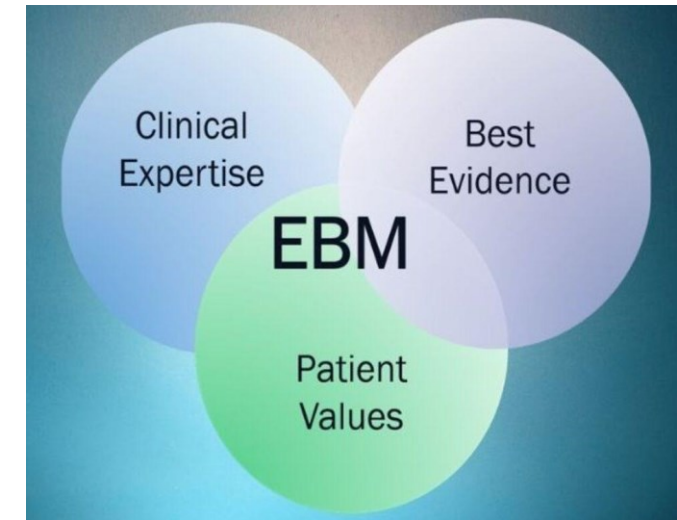 Clinical
Expertise
Best
Evidence
EBM
Patient
Values